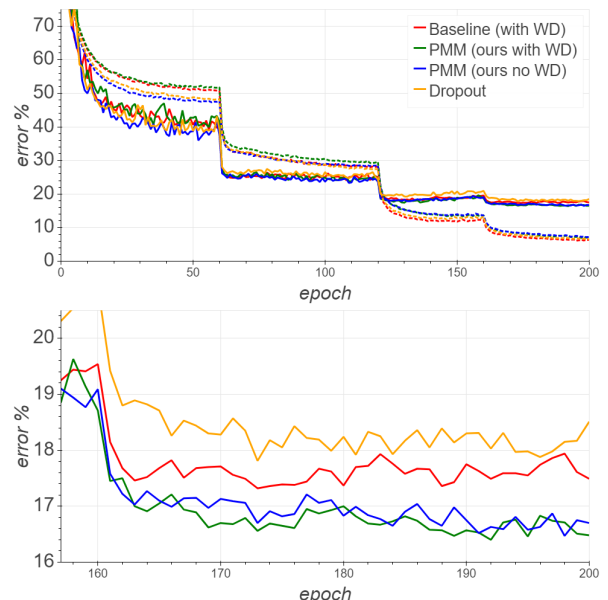 70
60
50
40
30
20
10
0
error %
0
50
100
150
200
epoch
Baseline (with WD)
PMM (ours with WD)
PMM (ours no WD)
Dropout
20
19
18
17
16
error %
160
170
180
190
200
epoch